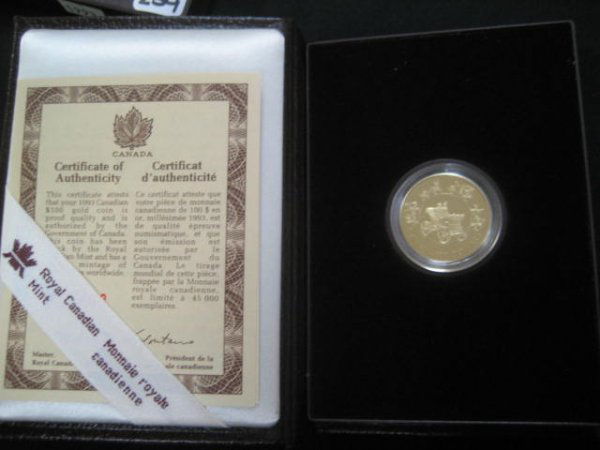 259
CANADA
Certificate of
Authenticity
This certificate attests
that your 1993 Canadian
$100 gold coin is
proof quality and is
authorized by the
Government of Canada.
coin has been
by the Royal
Mint and has a
mintage of
worldwide.
Certificat
d'authenticité
Ce certificat atteste que
votre pièce de monnaie
canadienne de 100 $ en
or, millésimée 1993, est
de qualité épreuve
numismatique, et que
son émission est
autorisée par le
Gouvernement du
Canada. Le tirage
mondial de cette pièce,
frappée par la Monnaie
royale canadienne,
est limité à 45 000
exemplaires.
Master
Royal Canad
Président de la
ale canadienne
Royal Canadian
Mint
Monnaie royale
canadienne